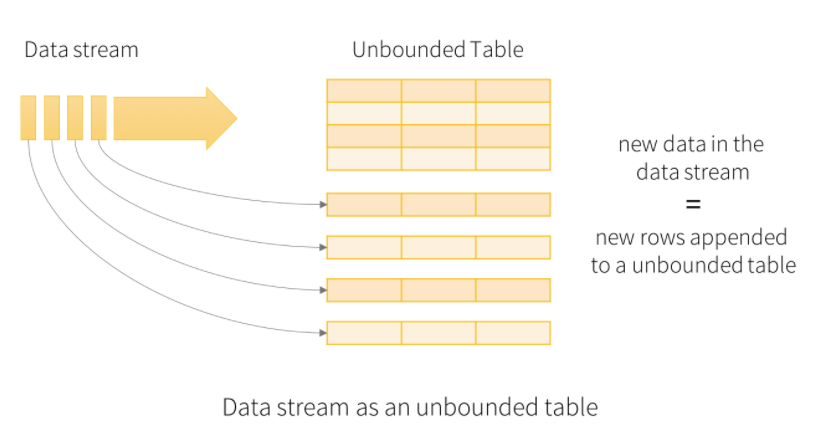 Data stream
Unbounded Table
new data in the
data stream
=
new rows appended
to a unbounded table
Data stream as an unbounded table